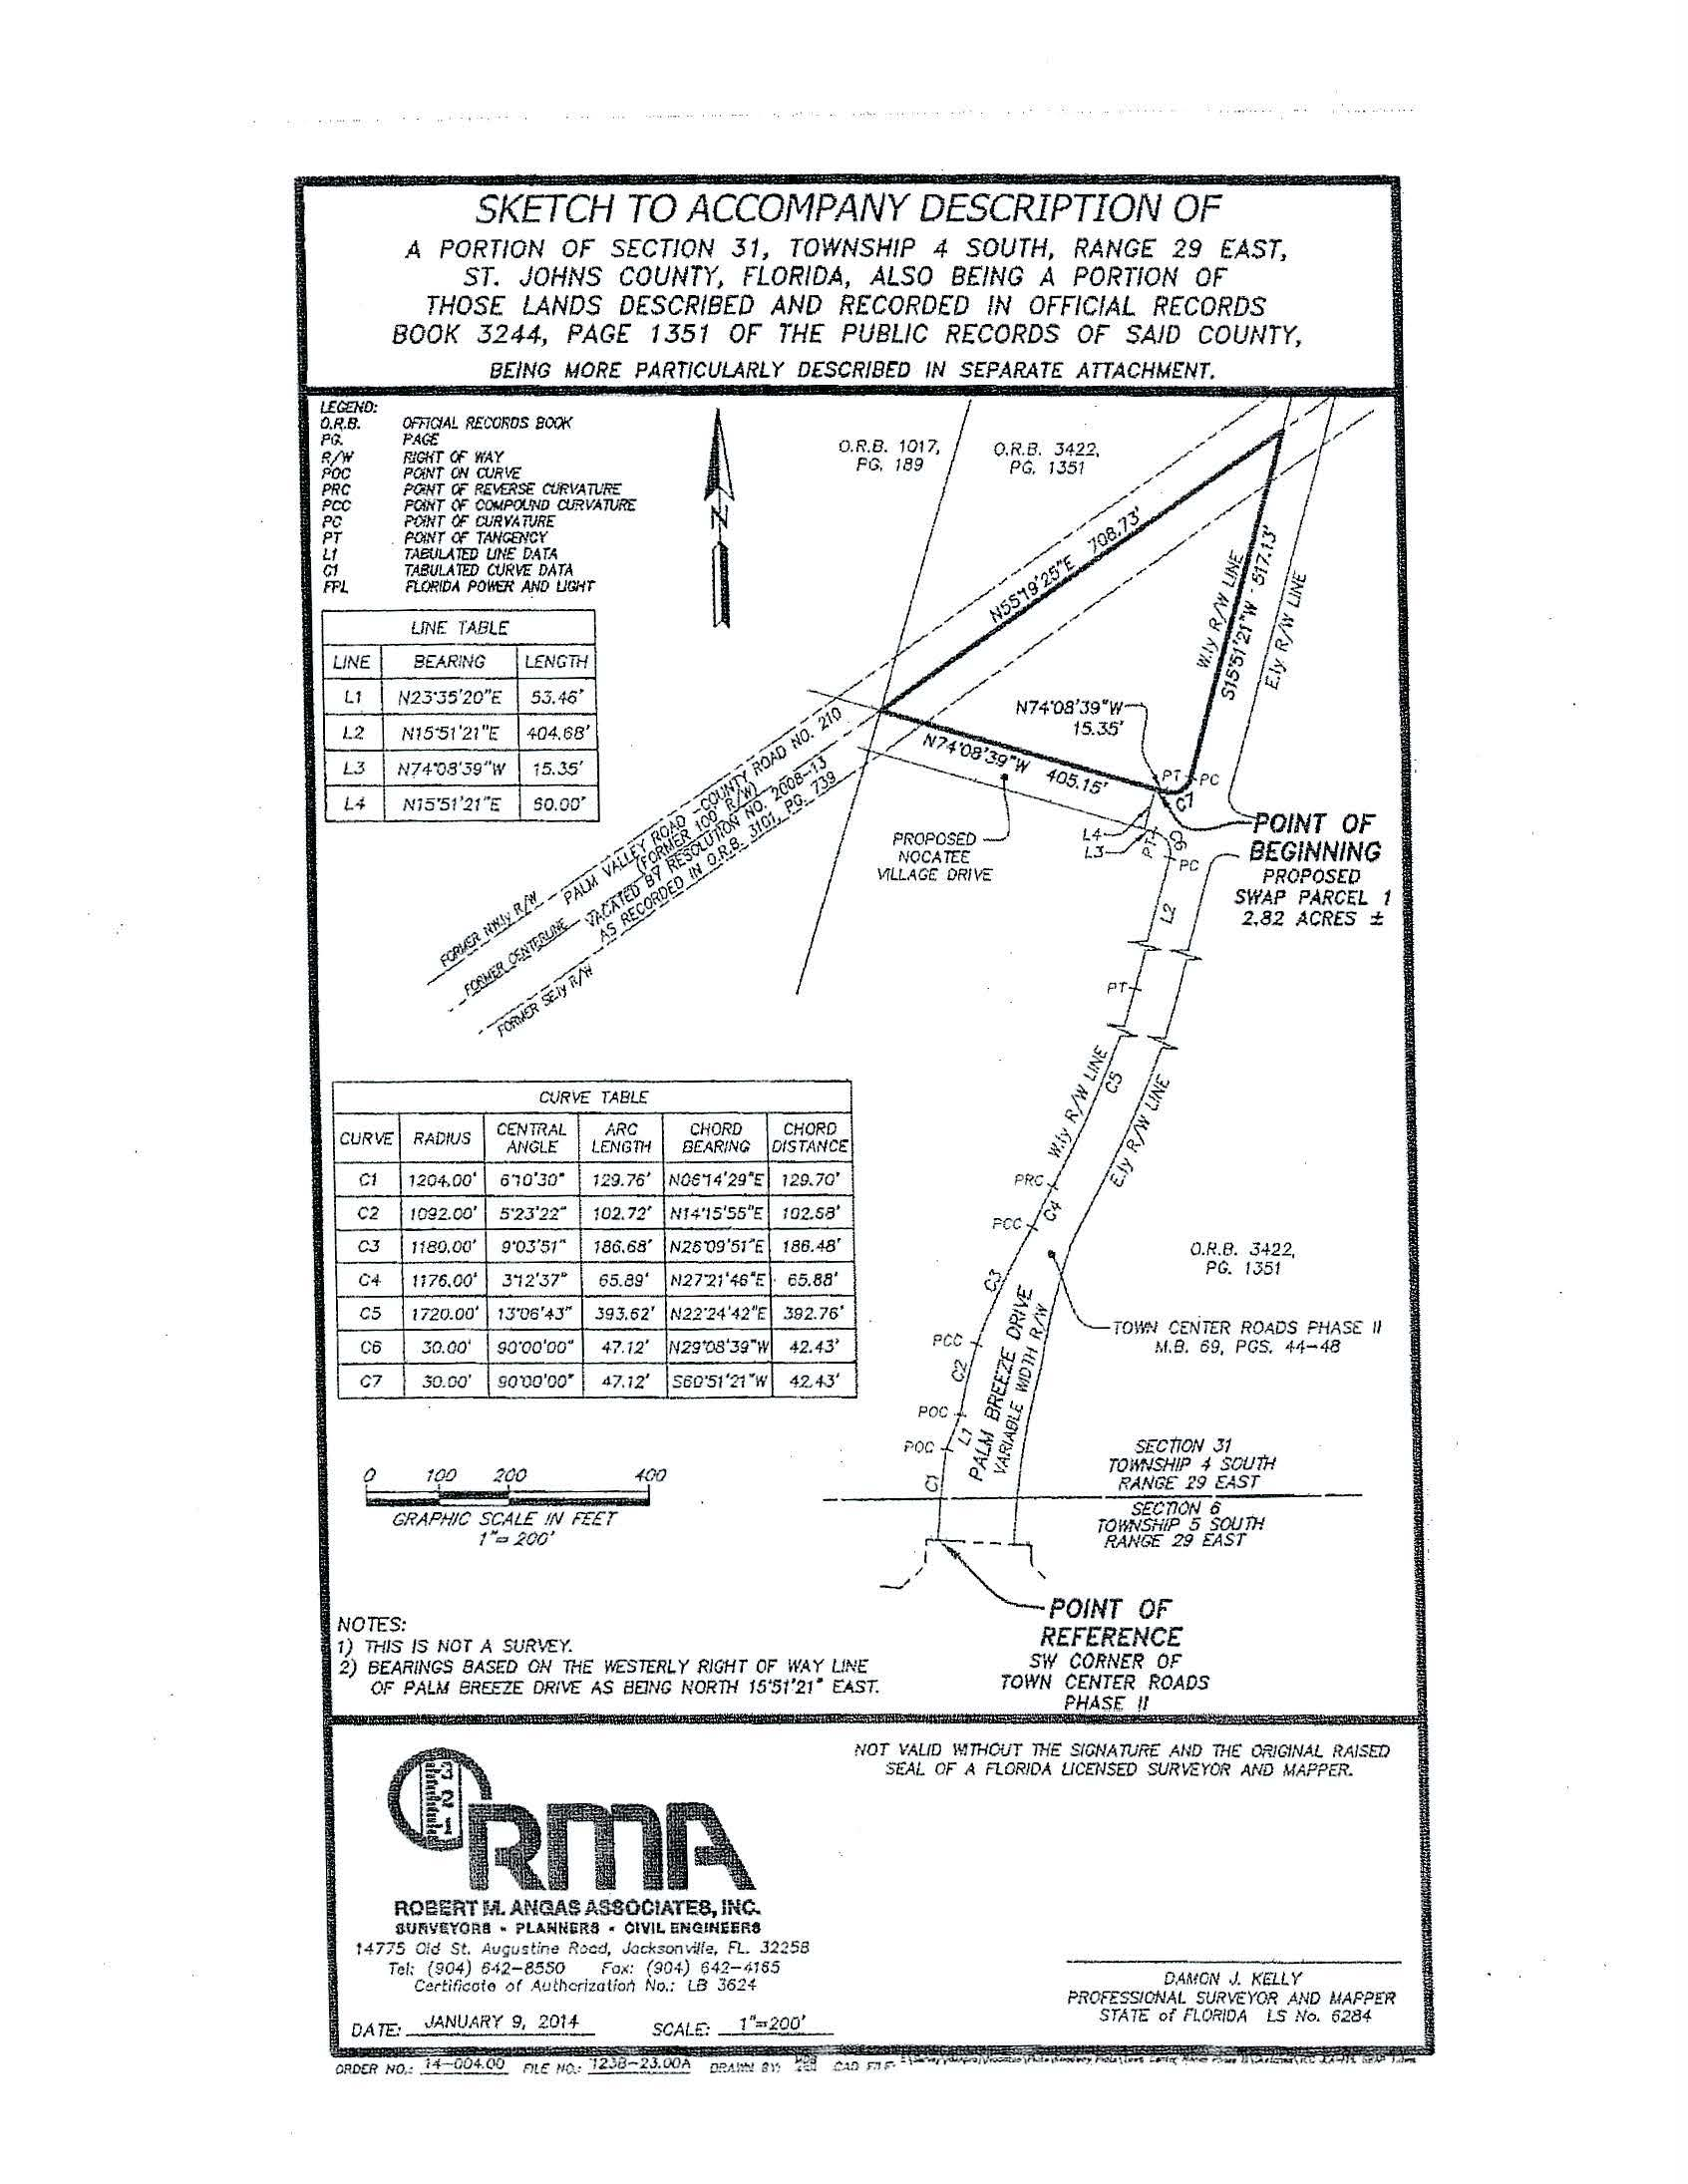 SKETCH TO ACCOMPANY DESCRIPTION OF
A PORTION OF SECTION 31, TOWNSHIP 4 SOUTH, RANGE 29 EAST,
ST. JOHNS COUNTY, FLORIDA, ALSO BEING A PORTION OF
THOSE LANDS DESCRIBED AND RECORDED IN OFFICIAL RECORDS
BOOK 3244, PAGE 1351 OF THE PUBLIC RECORDS OF SAID COUNTY,
BEING MORE PARTICULARLY DESCRIBED IN SEPARATE ATTACHMENT.
LEGEND:
O.R.B. OFFICIAL RECORDS BOOK
PG. PAGE
R/W RIGHT OF WAY
POC POINT ON CURVE
PRC POINT OF REVERSE CURVATURE
PCC POINT OF COMPOUND CURVATURE
PC POINT OF CURVATURE
PT POINT OF TANGENCY
L1 TABULATED LINE DATA
C1 TABULATED CURVE DATA
FPL FLORIDA POWER AND LIGHT
N
O.R.B. 1017,
PG. 189
O.R.B. 3422,
PG. 1351
LINE TABLE
LINE BEARING LENGTH
L1 N23°35'20"E 53.46'
L2 N15°51'21"E 404.68'
L3 N74°08'39"W 15.35'
L4 N15°51'21"E 60.00'
N55°19'25"E 708.73'
W.ly R/W LINE
S15°51'21"W 517.13'
E.ly R/W LINE
N74°08'39"W
15.35'
N74°08'39"W 405.15'
PT
PC
C7
L4
L3
PT
C6
PC
L2
PROPOSED
NOCATEE
VILLAGE DRIVE
POINT OF
BEGINNING
PROPOSED
SWAP PARCEL 1
2.82 ACRES ±
FORMER NW.ly R/W
PALM VALLEY ROAD - COUNTY ROAD NO. 210
(FORMER 100' R/W)
FORMER CENTERLINE
VACATED BY RESOLUTION NO. 2008-13
AS RECORDED IN O.R.B. 3101, PG. 739
FORMER SE.ly R/W
PT
W.ly R/W LINE
C5
E.ly R/W LINE
PRC
C4
PCC
C3
PCC
C2
POC
L1
POC
C1
PALM BREEZE DRIVE
VARIABLE WIDTH R/W
CURVE TABLE
CURVE RADIUS CENTRAL ANGLE ARC LENGTH CHORD BEARING CHORD DISTANCE
C1 1204.00' 6°10'30" 129.76' N06°14'29"E 129.70'
C2 1092.00' 5°23'22" 102.72' N14°15'55"E 102.68'
C3 1180.00' 9°03'51" 186.68' N26°09'51"E 186.48'
C4 1176.00' 3°12'37" 65.89' N27°21'46"E 65.88'
C5 1720.00' 13°06'43" 393.62' N22°24'42"E 392.76'
C6 30.00' 90°00'00" 47.12' N29°08'39"W 42.43'
C7 30.00' 90°00'00" 47.12' S60°51'21"W 42.43'
O.R.B. 3422,
PG. 1351
TOWN CENTER ROADS PHASE II
M.B. 69, PGS. 44-48
0 100 200 400
GRAPHIC SCALE IN FEET
1"=200'
SECTION 31
TOWNSHIP 4 SOUTH
RANGE 29 EAST
SECTION 6
TOWNSHIP 5 SOUTH
RANGE 29 EAST
POINT OF
REFERENCE
SW CORNER OF
TOWN CENTER ROADS
PHASE II
NOTES:
1) THIS IS NOT A SURVEY.
2) BEARINGS BASED ON THE WESTERLY RIGHT OF WAY LINE
OF PALM BREEZE DRIVE AS BEING NORTH 15°51'21" EAST.
NOT VALID WITHOUT THE SIGNATURE AND THE ORIGINAL RAISED
SEAL OF A FLORIDA LICENSED SURVEYOR AND MAPPER.
3
2
1
RMA
ROBERT M. ANGAS ASSOCIATES, INC.
SURVEYORS - PLANNERS - CIVIL ENGINEERS
14775 Old St. Augustine Road, Jacksonville, FL. 32258
Tel: (904) 642-8550 Fax: (904) 642-4165
Certificate of Authorization No.: LB 3624
DATE: JANUARY 9, 2014 SCALE: 1"=200'
DAMON J. KELLY
PROFESSIONAL SURVEYOR AND MAPPER
STATE of FLORIDA LS No. 6284
ORDER NO.: 14-004.00 FILE NO.: 123B-23.00A DRAWN BY: CAD FILE: